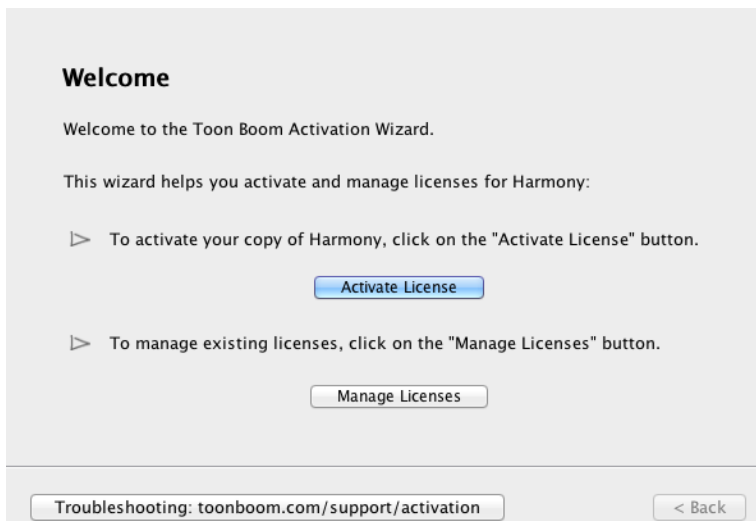 Welcome
Welcome to the Toon Boom Activation Wizard.
This wizard helps you activate and manage licenses for Harmony:
To activate your copy of Harmony, click on the "Activate License" button.
Activate License
To manage existing licenses, click on the "Manage Licenses" button.
Manage Licenses
Troubleshooting: toonboom.com/support/activation
< Back